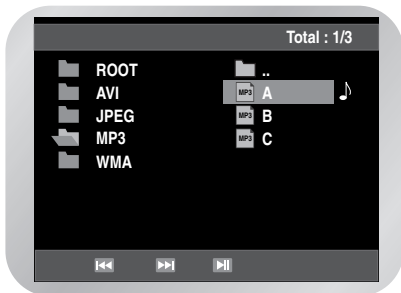 Total : 1/3
ROOT
AVI
JPEG
MP3
WMA
..
MP3 A
MP3 B
MP3 C